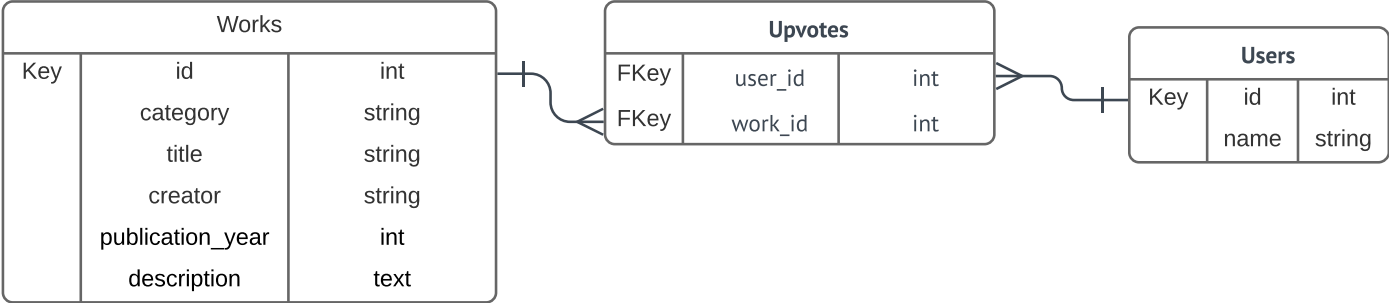 Works
Key id int
category string
title string
creator string
publication_year int
description text
Upvotes
FKey user_id int
FKey work_id int
Users
Key id int
name string